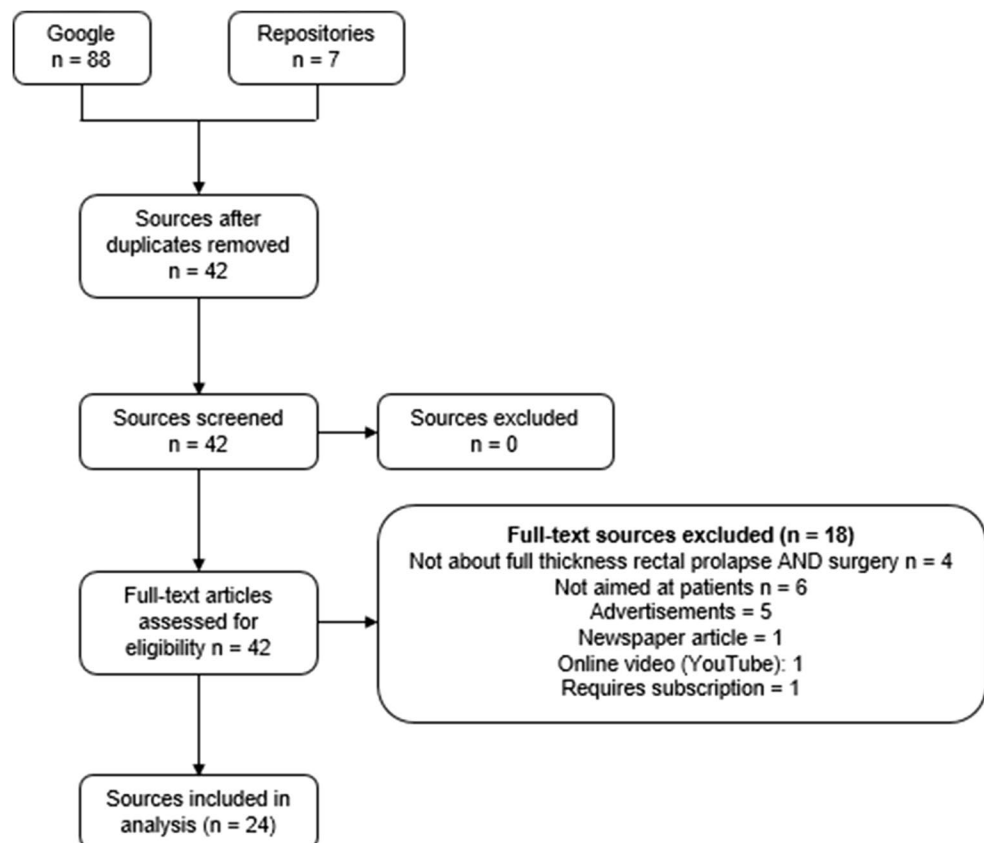 Google
n = 88
Repositories
n = 7
Sources after
duplicates removed
n = 42
Sources screened
n = 42
Sources excluded
n = 0
Full-text articles
assessed for
eligibility n = 42
Full-text sources excluded (n = 18)
Not about full thickness rectal prolapse AND surgery n = 4
Not aimed at patients n = 6
Advertisements = 5
Newspaper article = 1
Online video (YouTube): 1
Requires subscription = 1
Sources included in
analysis (n = 24)